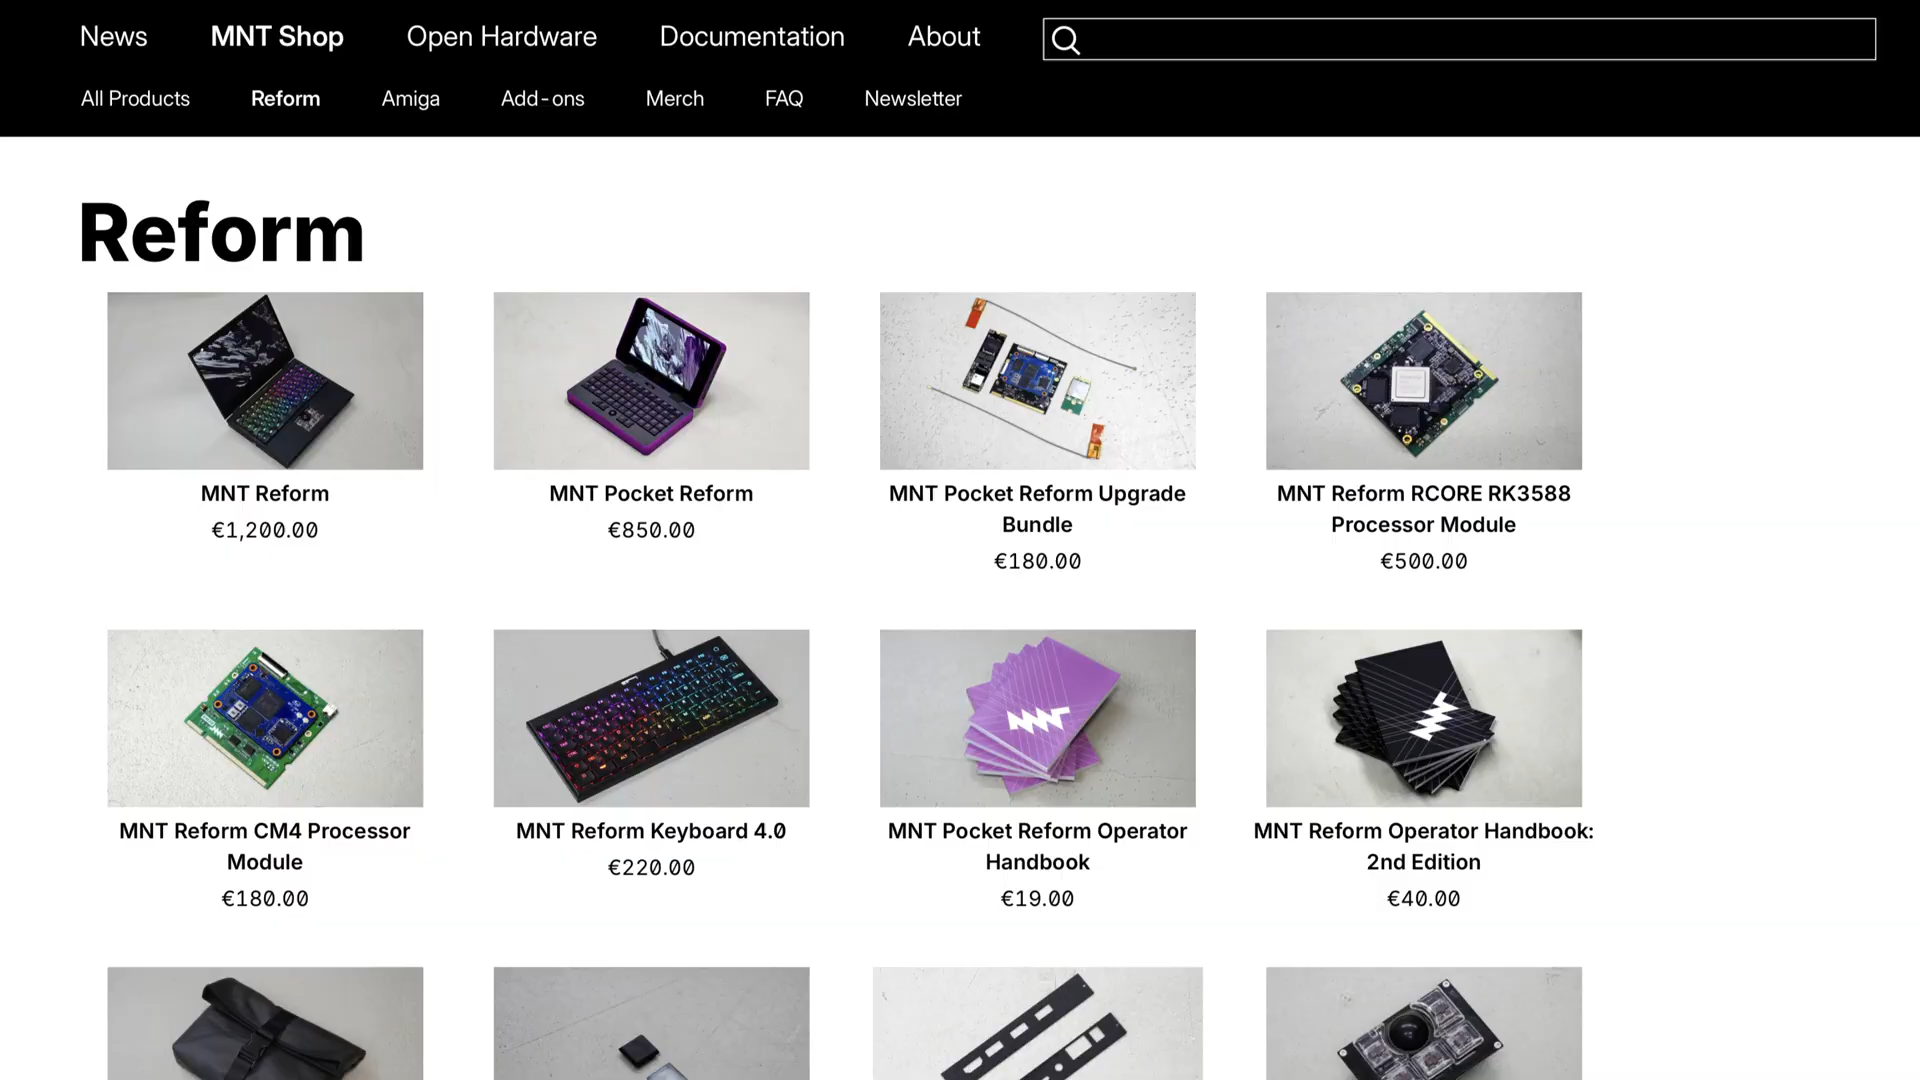 News MNT Shop Open Hardware Documentation About
All Products Reform Amiga Add-ons Merch FAQ Newsletter
Reform
MNT Reform
€1,200.00
MNT Pocket Reform
€850.00
MNT Pocket Reform Upgrade
Bundle
€180.00
MNT Reform RCORE RK3588
Processor Module
€500.00
MNT Reform CM4 Processor
Module
€180.00
MNT Reform Keyboard 4.0
€220.00
MNT Pocket Reform Operator
Handbook
€19.00
MNT Reform Operator Handbook:
2nd Edition
€40.00